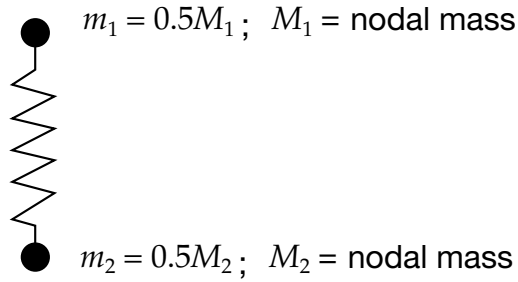 m₁ = 0.5M₁; M₁ = nodal mass
m₂ = 0.5M₂; M₂ = nodal mass